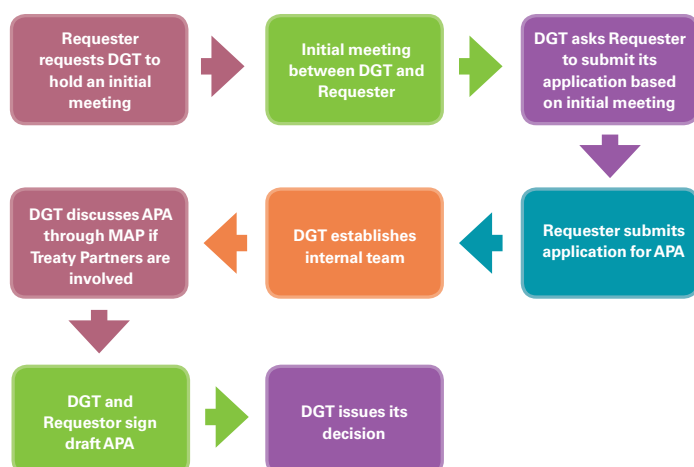 Requester
requests DGT to
hold an initial
meeting
Initial meeting
between DGT and
Requester
DGT asks Requester
to submit its
application based
on initial meeting
Requester submits
application for APA
DGT establishes
internal team
DGT discusses APA
through MAP if
Treaty Partners are
involved
DGT and
Requestor sign
draft APA
DGT issues its
decision